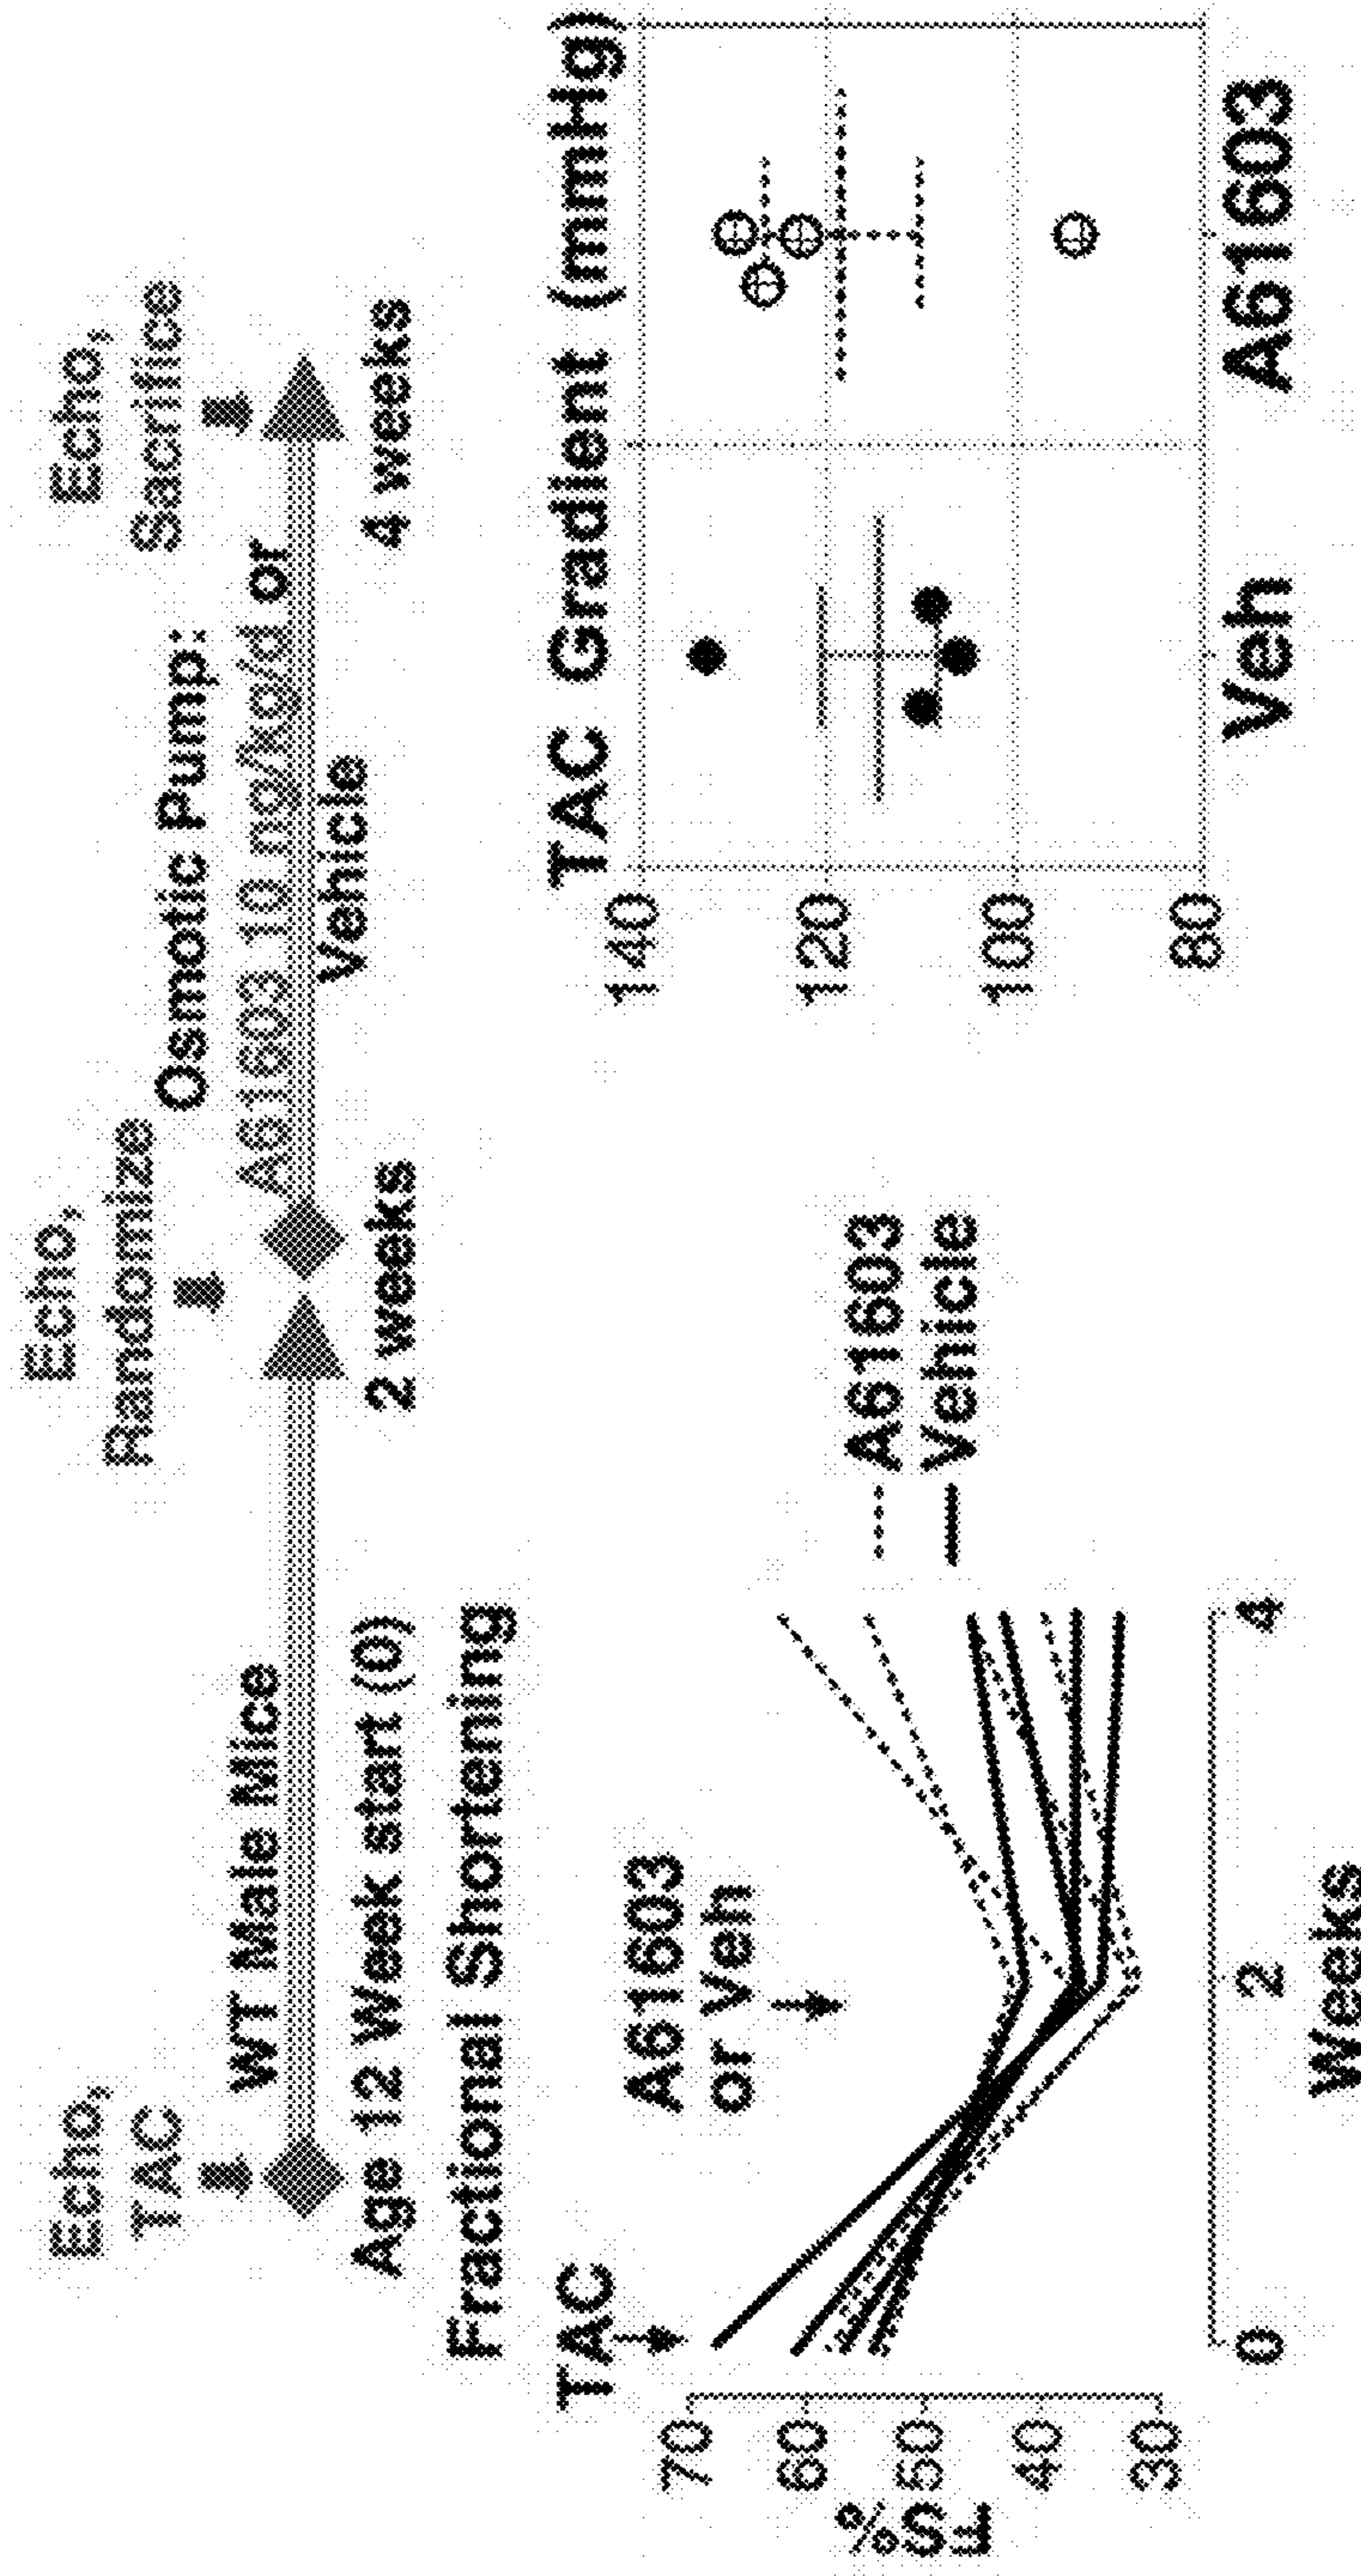 Echo,
TAC
Echo,
Randomize
Echo,
Sacrifice
WT Male Mice
Osmotic Pump:
A61603 10 ng/kg/d or
Vehicle
Age 12 Week start (0)
2 weeks
4 weeks
Fractional Shortening
TAC
A61603
or Veh
FS%
70
60
50
40
30
0
2
4
Weeks
A61603
Vehicle
TAC Gradient (mmHg)
140
120
100
80
Veh
A61603